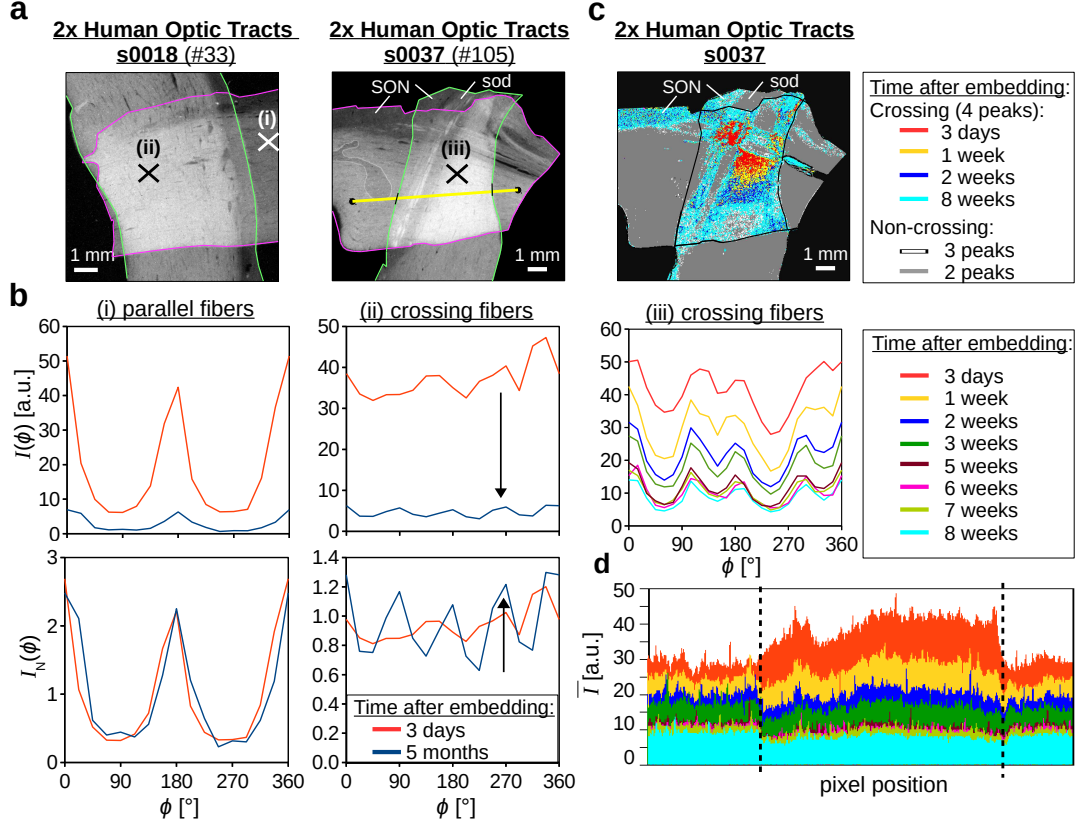 a
2x Human Optic Tracts
s0018 (#33)
(i)
(ii)
1 mm
2x Human Optic Tracts
s0037 (#105)
SON
sod
(iii)
1 mm
c
2x Human Optic Tracts
s0037
SON
sod
1 mm
Time after embedding:
Crossing (4 peaks):
3 days
1 week
2 weeks
8 weeks
Non-crossing:
3 peaks
2 peaks
b
(i) parallel fibers
I(ϕ) [a.u.]
60
50
40
30
20
10
0
(ii) crossing fibers
50
40
30
20
10
0
(iii) crossing fibers
60
50
40
30
20
10
0
0 90 180 270 360
ϕ [°]
Time after embedding:
3 days
1 week
2 weeks
3 weeks
5 weeks
6 weeks
7 weeks
8 weeks
I_N(ϕ)
3
2
1
0
0 90 180 270 360
ϕ [°]
1.4
1.2
1.0
0.8
0.6
0.4
0.2
0.0
Time after embedding:
3 days
5 months
0 90 180 270 360
ϕ [°]
d
I̅ [a.u.]
50
40
30
20
10
0
pixel position